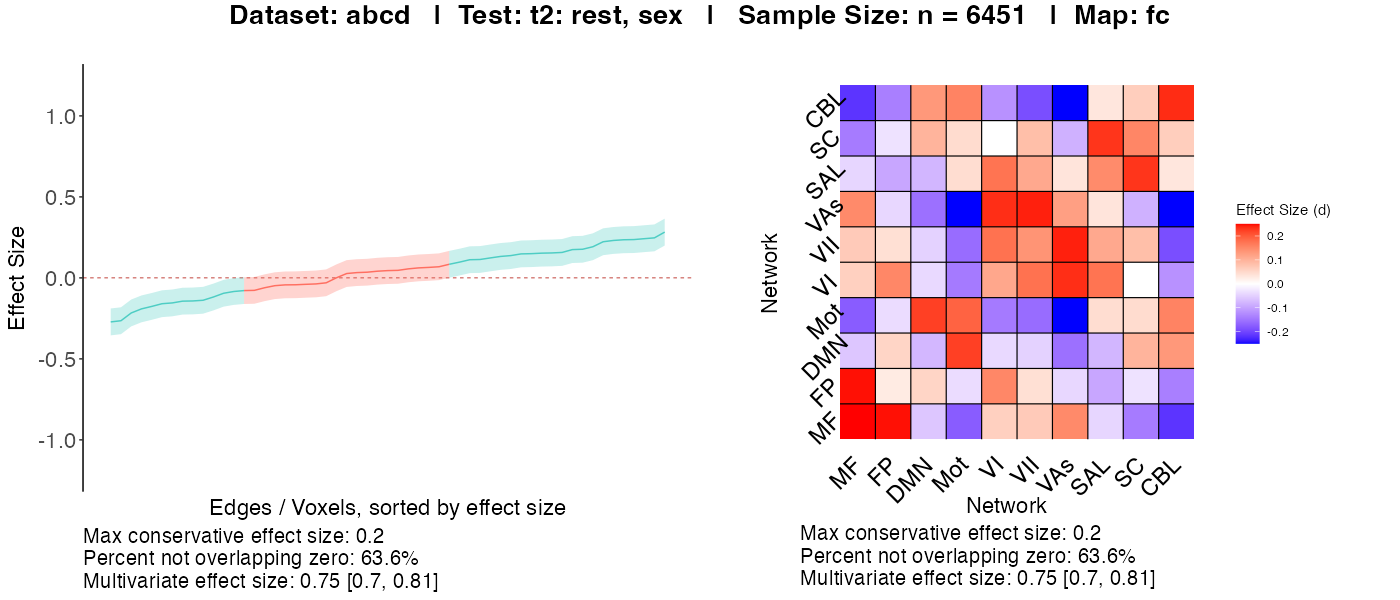 Dataset: abcd | Test: t2: rest, sex | Sample Size: n = 6451 | Map: fc
Effect Size
1.0
0.5
0.0
-0.5
-1.0
Edges / Voxels, sorted by effect size
Max conservative effect size: 0.2
Percent not overlapping zero: 63.6%
Multivariate effect size: 0.75 [0.7, 0.81]
Network
CBL
SC
SAL
VAs
VII
VI
Mot
DMN
FP
MF
MF FP DMN Mot VI VII VAs SAL SC CBL
Network
Max conservative effect size: 0.2
Percent not overlapping zero: 63.6%
Multivariate effect size: 0.75 [0.7, 0.81]
Effect Size (d)
0.2
0.1
0.0
-0.1
-0.2